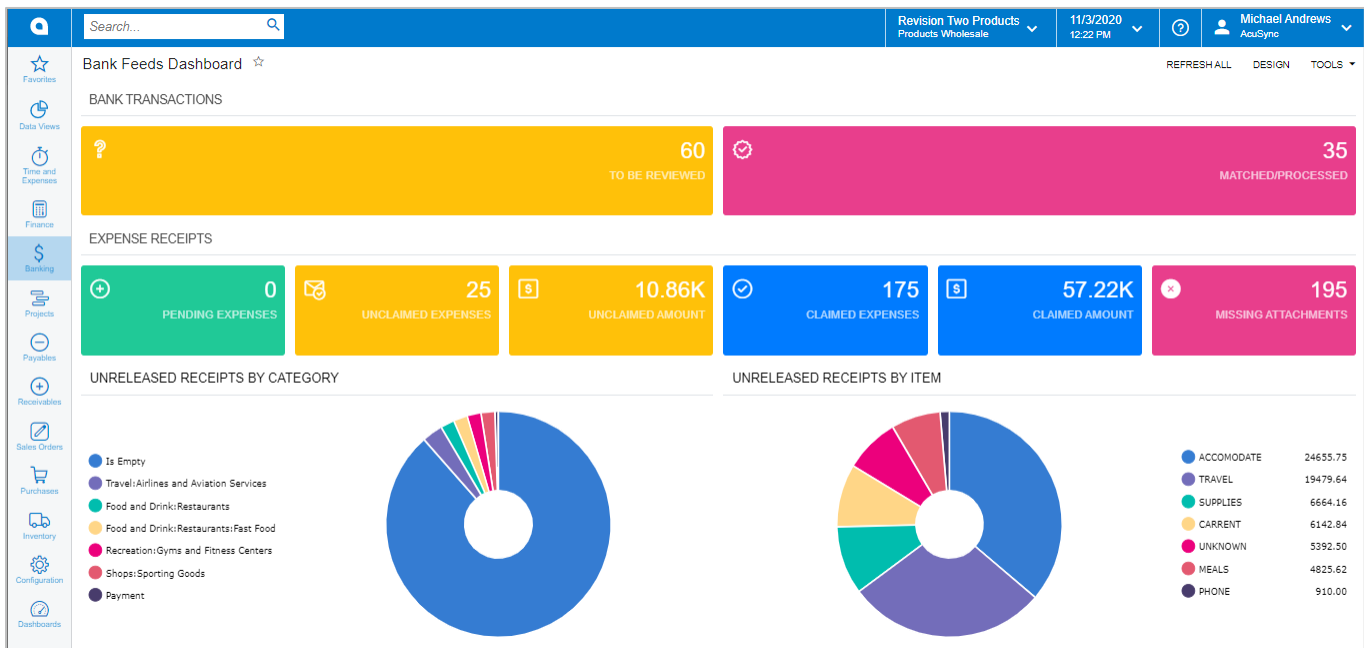 Search...
Revision Two Products
Products Wholesale
11/3/2020
12:22 PM
Michael Andrews
AcuSync
Favorites
Data Views
Time and
Expenses
Finance
Banking
Projects
Payables
Receivables
Sales Orders
Purchases
Inventory
Configuration
Dashboards
Bank Feeds Dashboard
REFRESH ALL DESIGN TOOLS
BANK TRANSACTIONS
?
60
TO BE REVIEWED
35
MATCHED/PROCESSED
EXPENSE RECEIPTS
0
PENDING EXPENSES
25
UNCLAIMED EXPENSES
$
10.86K
UNCLAIMED AMOUNT
175
CLAIMED EXPENSES
$
57.22K
CLAIMED AMOUNT
195
MISSING ATTACHMENTS
UNRELEASED RECEIPTS BY CATEGORY
Is Empty
Travel:Airlines and Aviation Services
Food and Drink:Restaurants
Food and Drink:Restaurants:Fast Food
Recreation:Gyms and Fitness Centers
Shops:Sporting Goods
Payment
UNRELEASED RECEIPTS BY ITEM
ACCOMODATE 24655.75
TRAVEL 19479.64
SUPPLIES 6664.16
CARRENT 6142.84
UNKNOWN 5392.50
MEALS 4825.62
PHONE 910.00